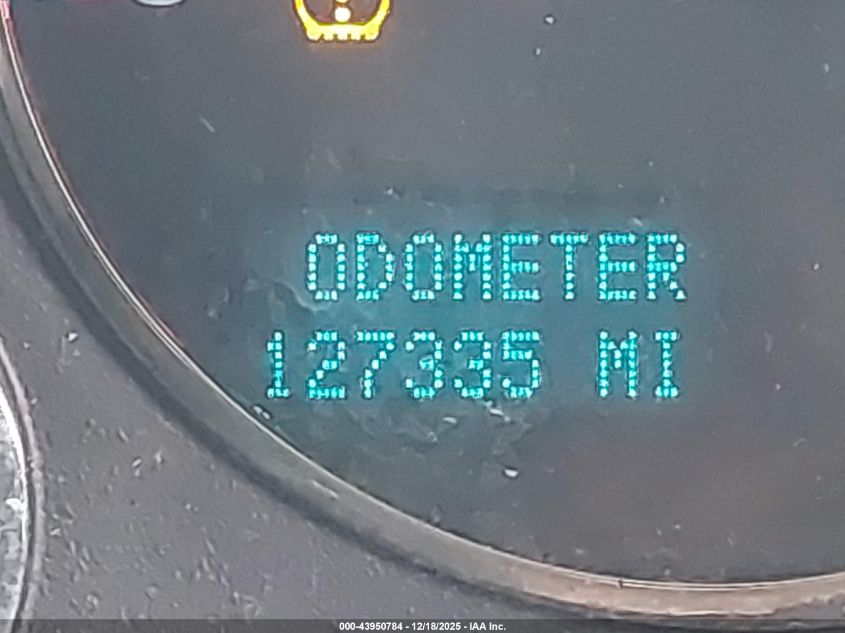 ODOMETER
127335 MI
000-43950784 - 12/18/2025 - IAA Inc.